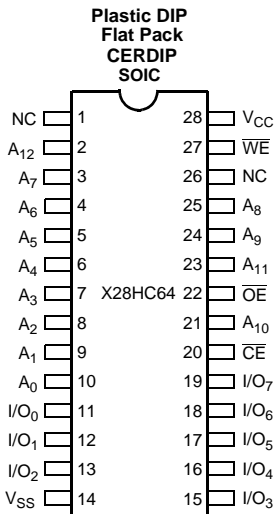 Plastic DIP
Flat Pack
CERDIP
SOIC
NC 1 28 VCC
A12 2 27 WE
A7 3 26 NC
A6 4 25 A8
A5 5 24 A9
A4 6 23 A11
A3 7 X28HC64 22 OE
A2 8 21 A10
A1 9 20 CE
A0 10 19 I/O7
I/O0 11 18 I/O6
I/O1 12 17 I/O5
I/O2 13 16 I/O4
VSS 14 15 I/O3